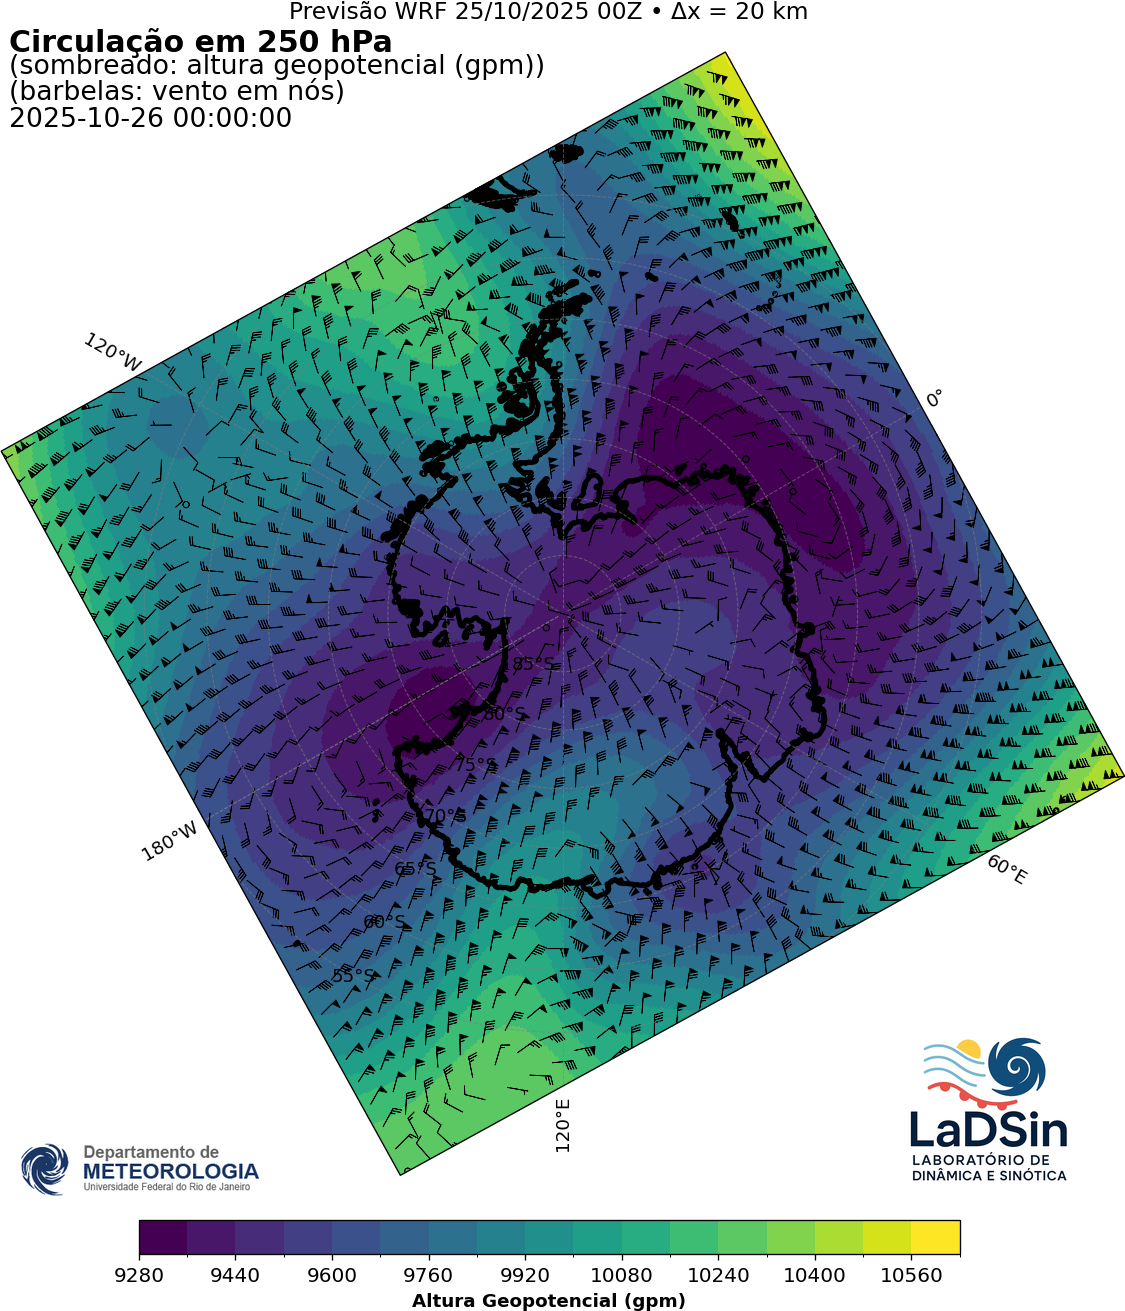 Previsão WRF 25/10/2025 00Z • Δx = 20 km
Circulação em 250 hPa
(sombreado: altura geopotencial (gpm))
(barbelas: vento em nós)
2025-10-26 00:00:00
120°W
0°
85°S
80°S
75°S
70°S
180°W
65°S
60°E
60°S
55°S
120°E
LaDSin
LABORATÓRIO DE
DINÂMICA E SINÓTICA
Departamento de
METEOROLOGIA
Universidade Federal do Rio de Janeiro
9280 9440 9600 9760 9920 10080 10240 10400 10560
Altura Geopotencial (gpm)